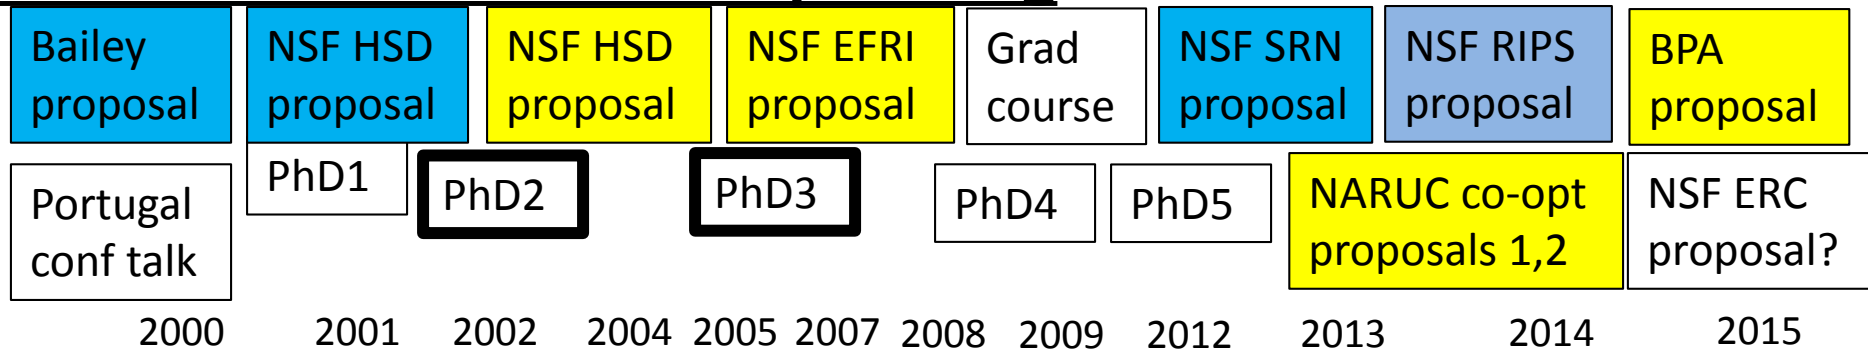 Bailey
proposal
NSF HSD
proposal
NSF HSD
proposal
NSF EFRI
proposal
Grad
course
NSF SRN
proposal
NSF RIPS
proposal
BPA
proposal
Portugal
conf talk
PhD1
PhD2
PhD3
PhD4
PhD5
NARUC co-opt
proposals 1,2
NSF ERC
proposal?
2000 2001 2002 2004 2005 2007 2008 2009 2012 2013 2014 2015